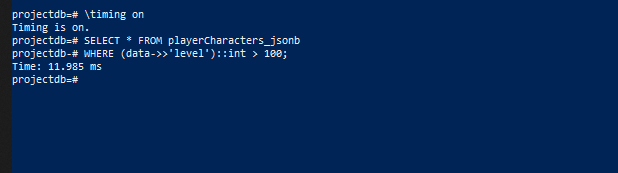 projectdb=# \timing on
Timing is on.
projectdb=# SELECT * FROM playerCharacters_jsonb
projectdb-# WHERE (data->>'level')::int > 100;
Time: 11.985 ms
projectdb=#